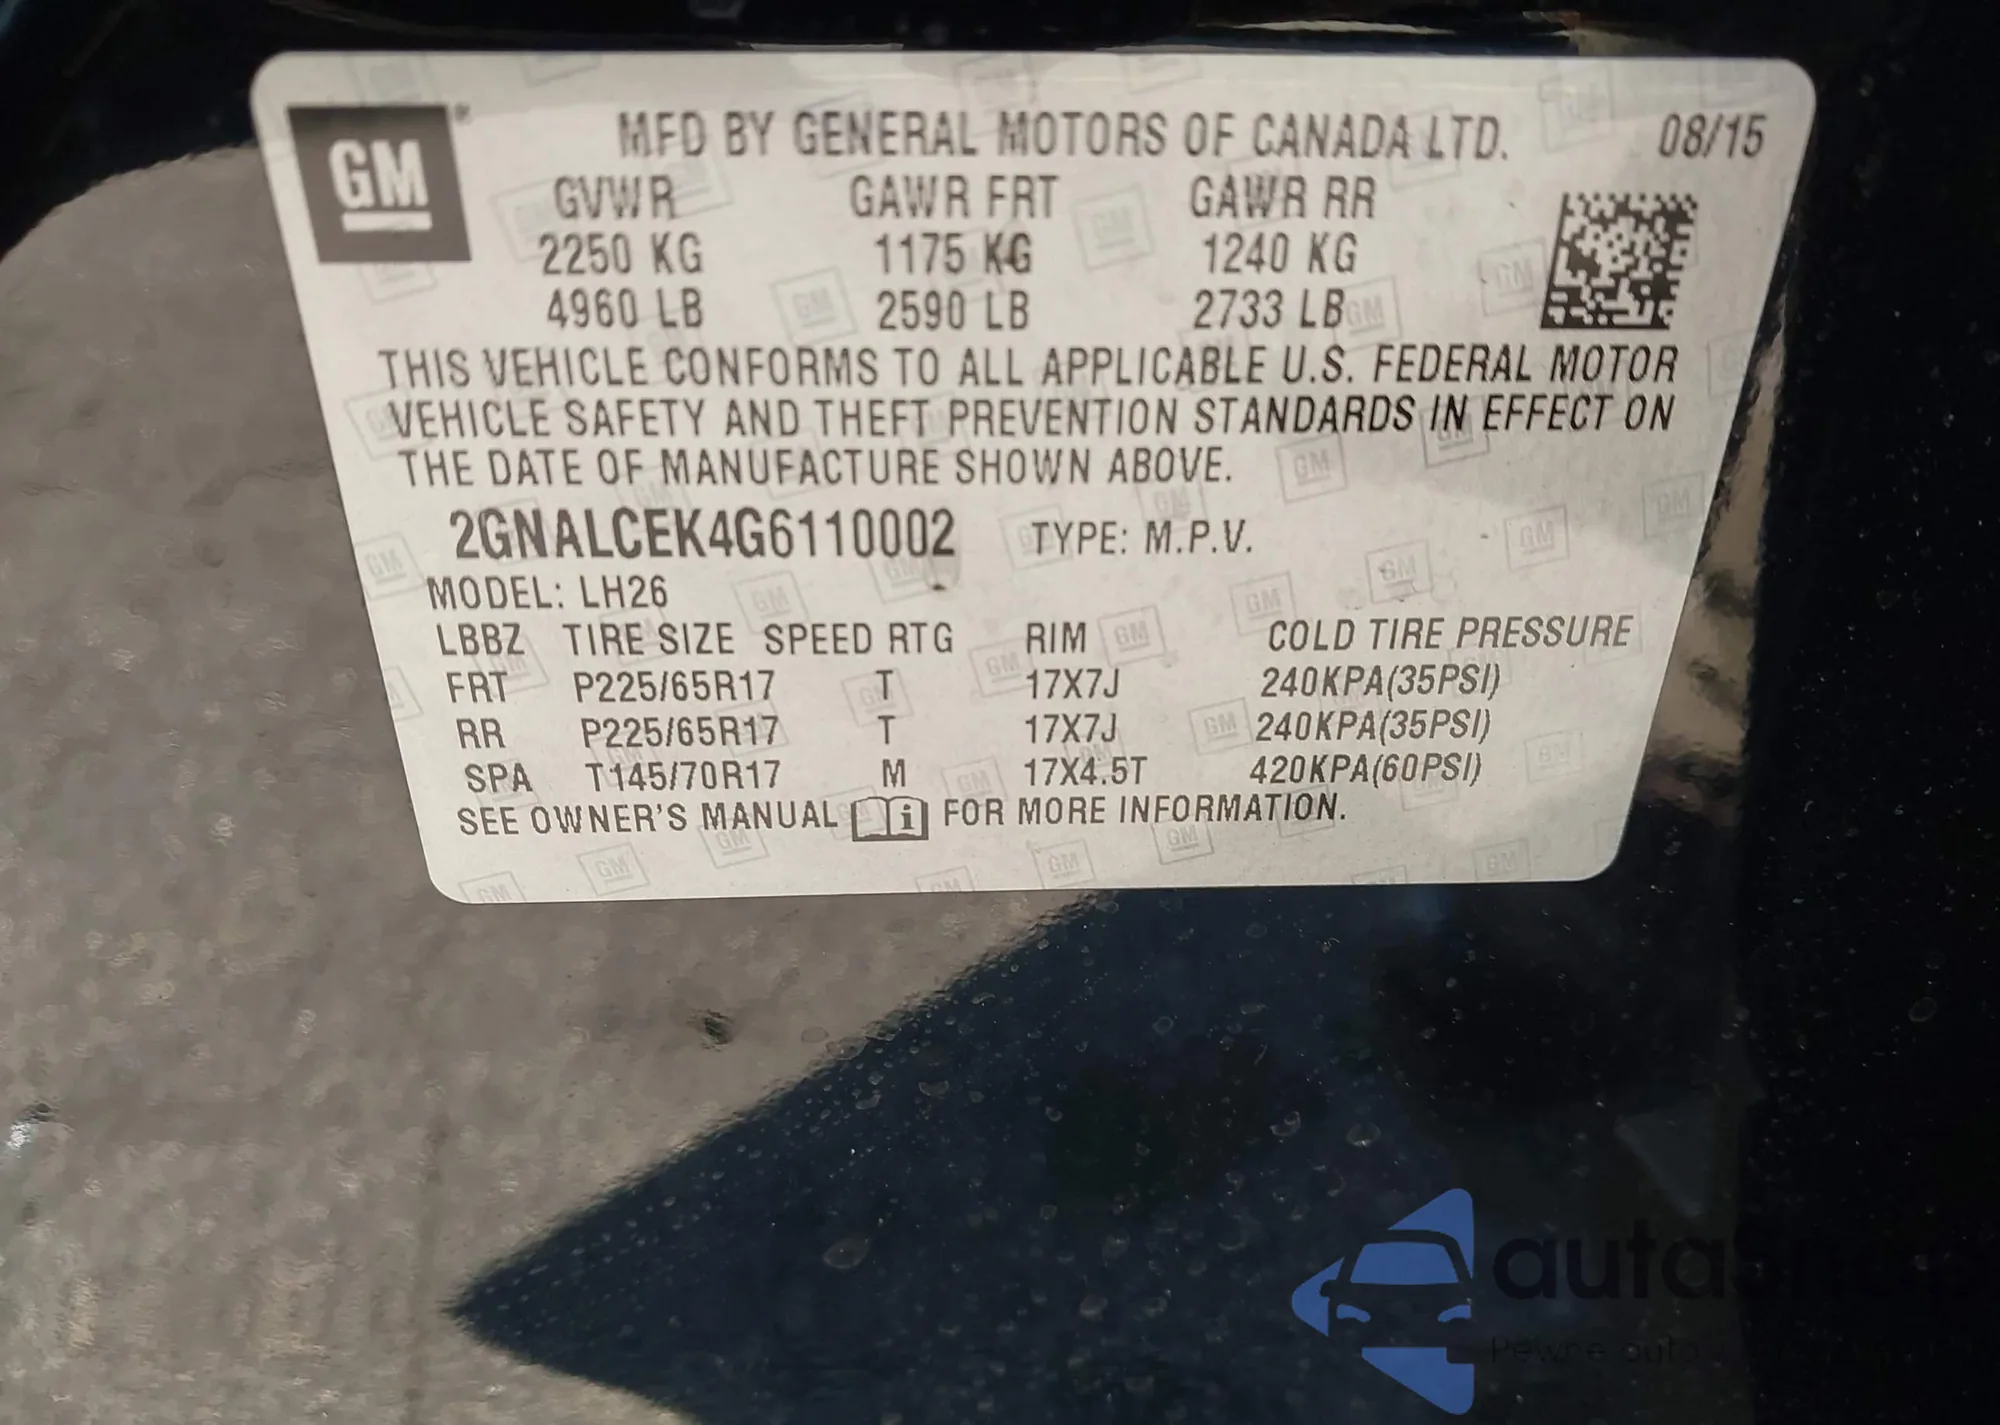 GM
MFD BY GENERAL MOTORS OF CANADA LTD. 08/15
GVWR GAWR FRT GAWR RR
2250 KG 1175 KG 1240 KG
4960 LB 2590 LB 2733 LB
THIS VEHICLE CONFORMS TO ALL APPLICABLE U.S. FEDERAL MOTOR
VEHICLE SAFETY AND THEFT PREVENTION STANDARDS IN EFFECT ON
THE DATE OF MANUFACTURE SHOWN ABOVE.
2GNALCEK4G6110002 TYPE: M.P.V.
MODEL: LH26
LBBZ TIRE SIZE SPEED RTG RIM COLD TIRE PRESSURE
FRT P225/65R17 T 17X7J 240KPA(35PSI)
RR P225/65R17 T 17X7J 240KPA(35PSI)
SPA T145/70R17 M 17X4.5T 420KPA(60PSI)
SEE OWNER'S MANUAL i FOR MORE INFORMATION.
Pewne auto